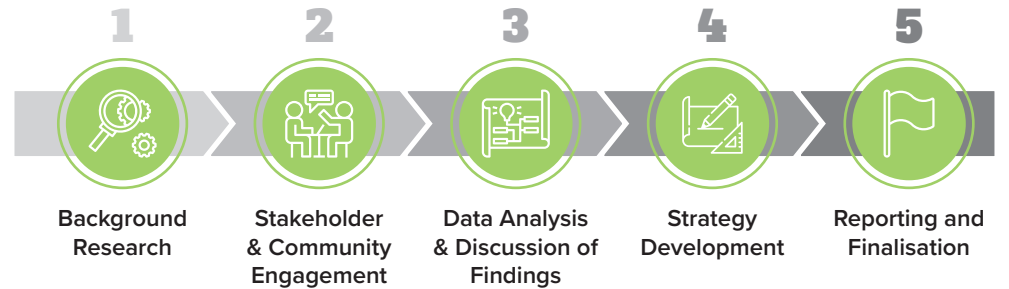 1
2
3
4
5
Background
Research
Stakeholder
& Community
Engagement
Data Analysis
& Discussion of
Findings
Strategy
Development
Reporting and
Finalisation